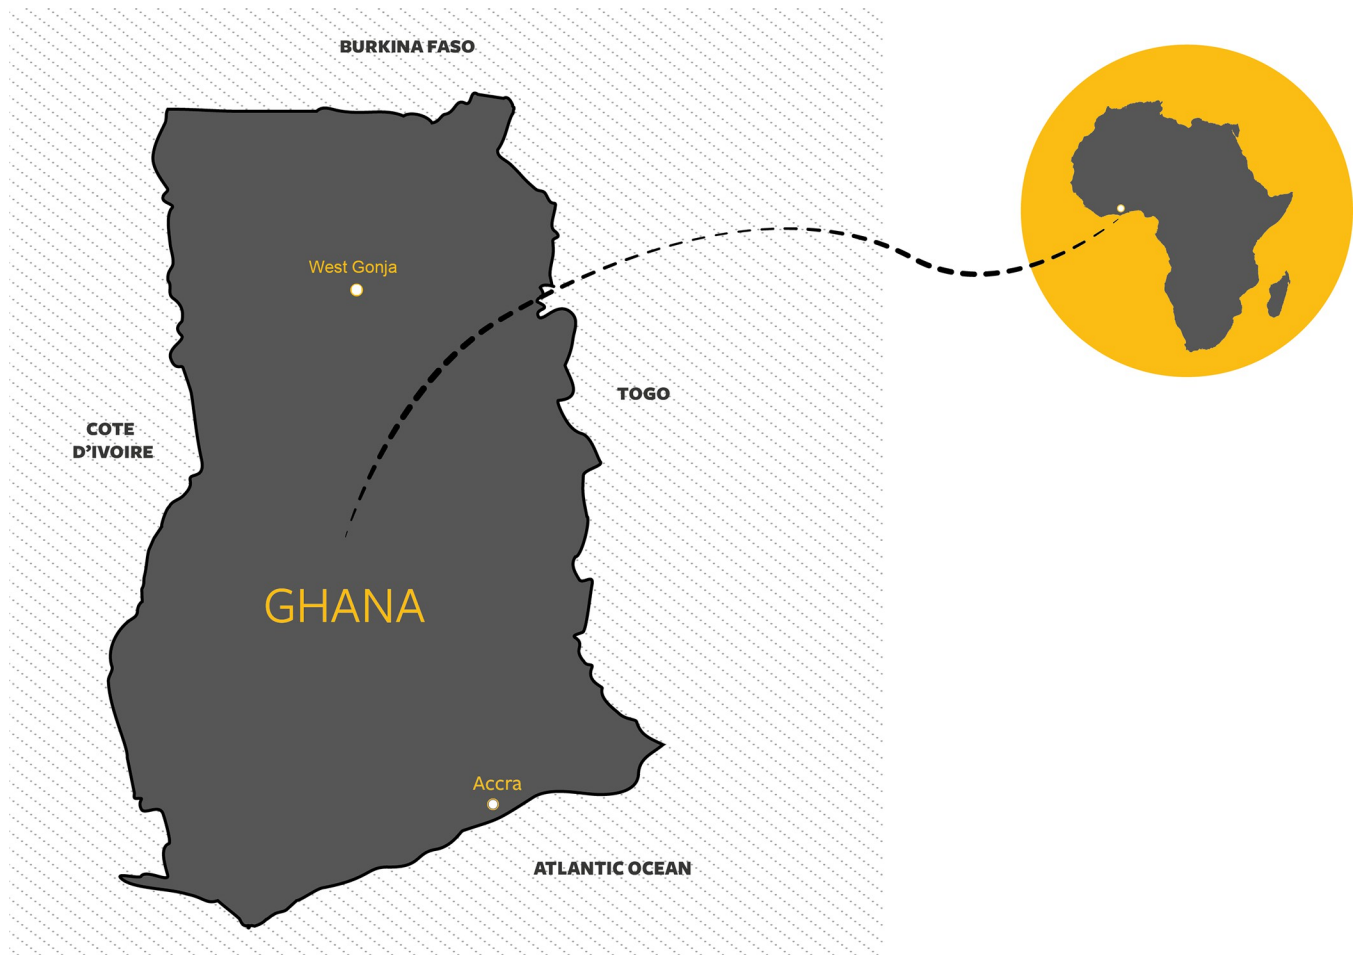 BURKINA FASO
West Gonja
TOGO
COTE
D’IVOIRE
GHANA
Accra
ATLANTIC OCEAN